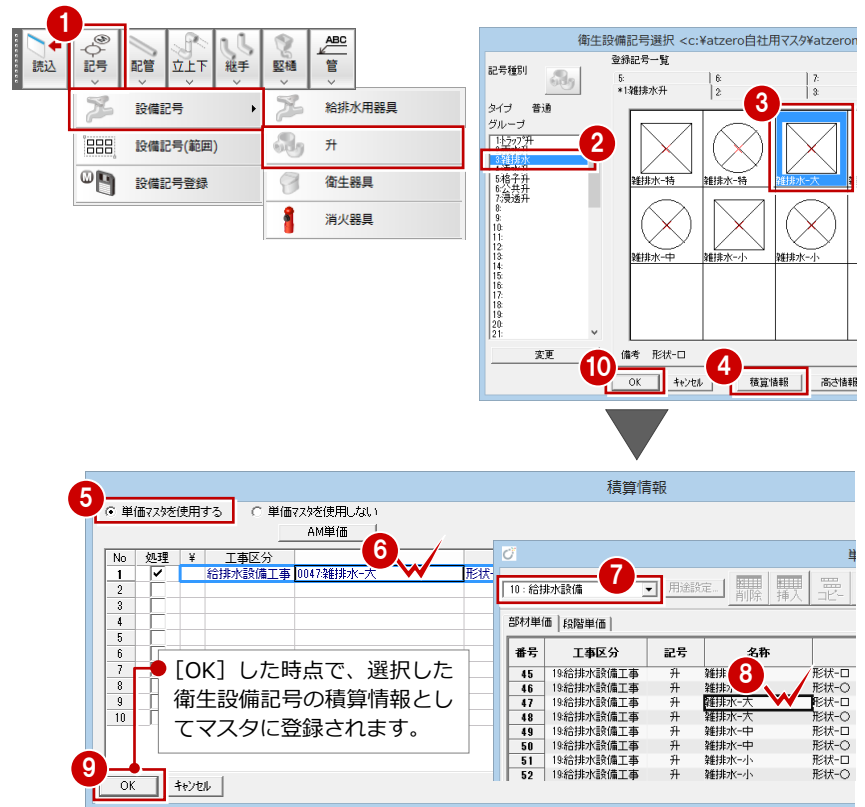 1
読込
記号
配管
立上下
継手
竪樋
ABC
管
設備記号
設備記号(範囲)
設備記号登録
給排水用器具
升
衛生器具
消火器具
衛生設備記号選択 <c:¥atzero自社用マスタ¥atzeron
記号種別
タイプ 普通
グループ
登録記号一覧
5: 6: 7:
*1:雑排水升 2: 3:
2
1:トラップ升
3:雑排水
5:格子升
6:公共升
7:浸透升
8:
9:
10:
11:
12:
13:
14:
15:
16:
17:
18:
19:
20:
21:
変更
3
雑排水-特 雑排水-特 雑排水-大
雑排水-中 雑排水-小 雑排水-小
備考 形状-ロ
10
OK
キャンセル
4
積算情報
高さ情報
積算情報
5
単価マスタを使用する
単価マスタを使用しない
AM単価
6
No 処理 ¥ 工事区分
1 給排水設備工事 0047:雑排水-大 形状-
2
3
4
5
6
7
8
9
10
[OK]した時点で、選択した
衛生設備記号の積算情報とし
てマスタに登録されます。
9
OK
キャンセル
単
7
10:給排水設備
用途設定...
削除
挿入
コピー
部材単価 段階単価
番号 工事区分 記号 名称
8
45 19:給排水設備工事 升 雑排 形状-ロ
46 19:給排水設備工事 升 雑排 形状-〇
47 19:給排水設備工事 升 雑排水-大 形状-ロ
48 19:給排水設備工事 升 雑排水-大 形状-〇
49 19:給排水設備工事 升 雑排水-中 形状-ロ
50 19:給排水設備工事 升 雑排水-中 形状-〇
51 19:給排水設備工事 升 雑排水-小 形状-ロ
52 19:給排水設備工事 升 雑排水-小 形状-〇